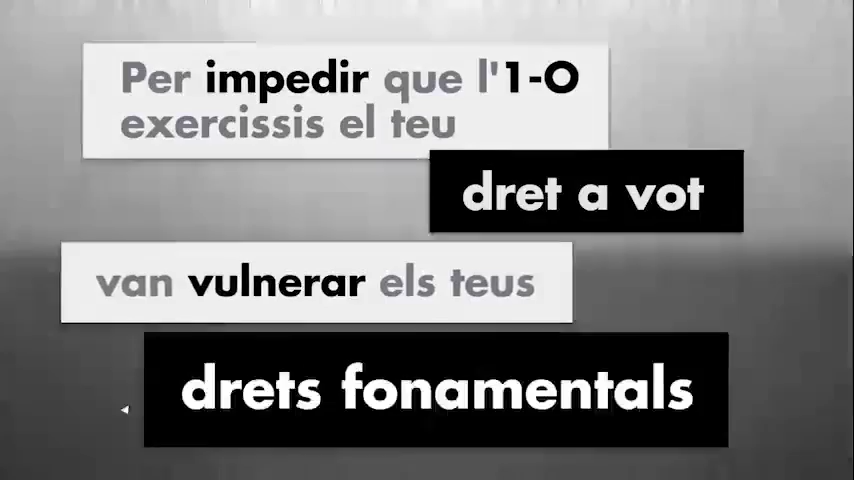 Per impedir que l'1-O
exercissis el teu
dret a vot
van vulnerar els teus
drets fonamentals